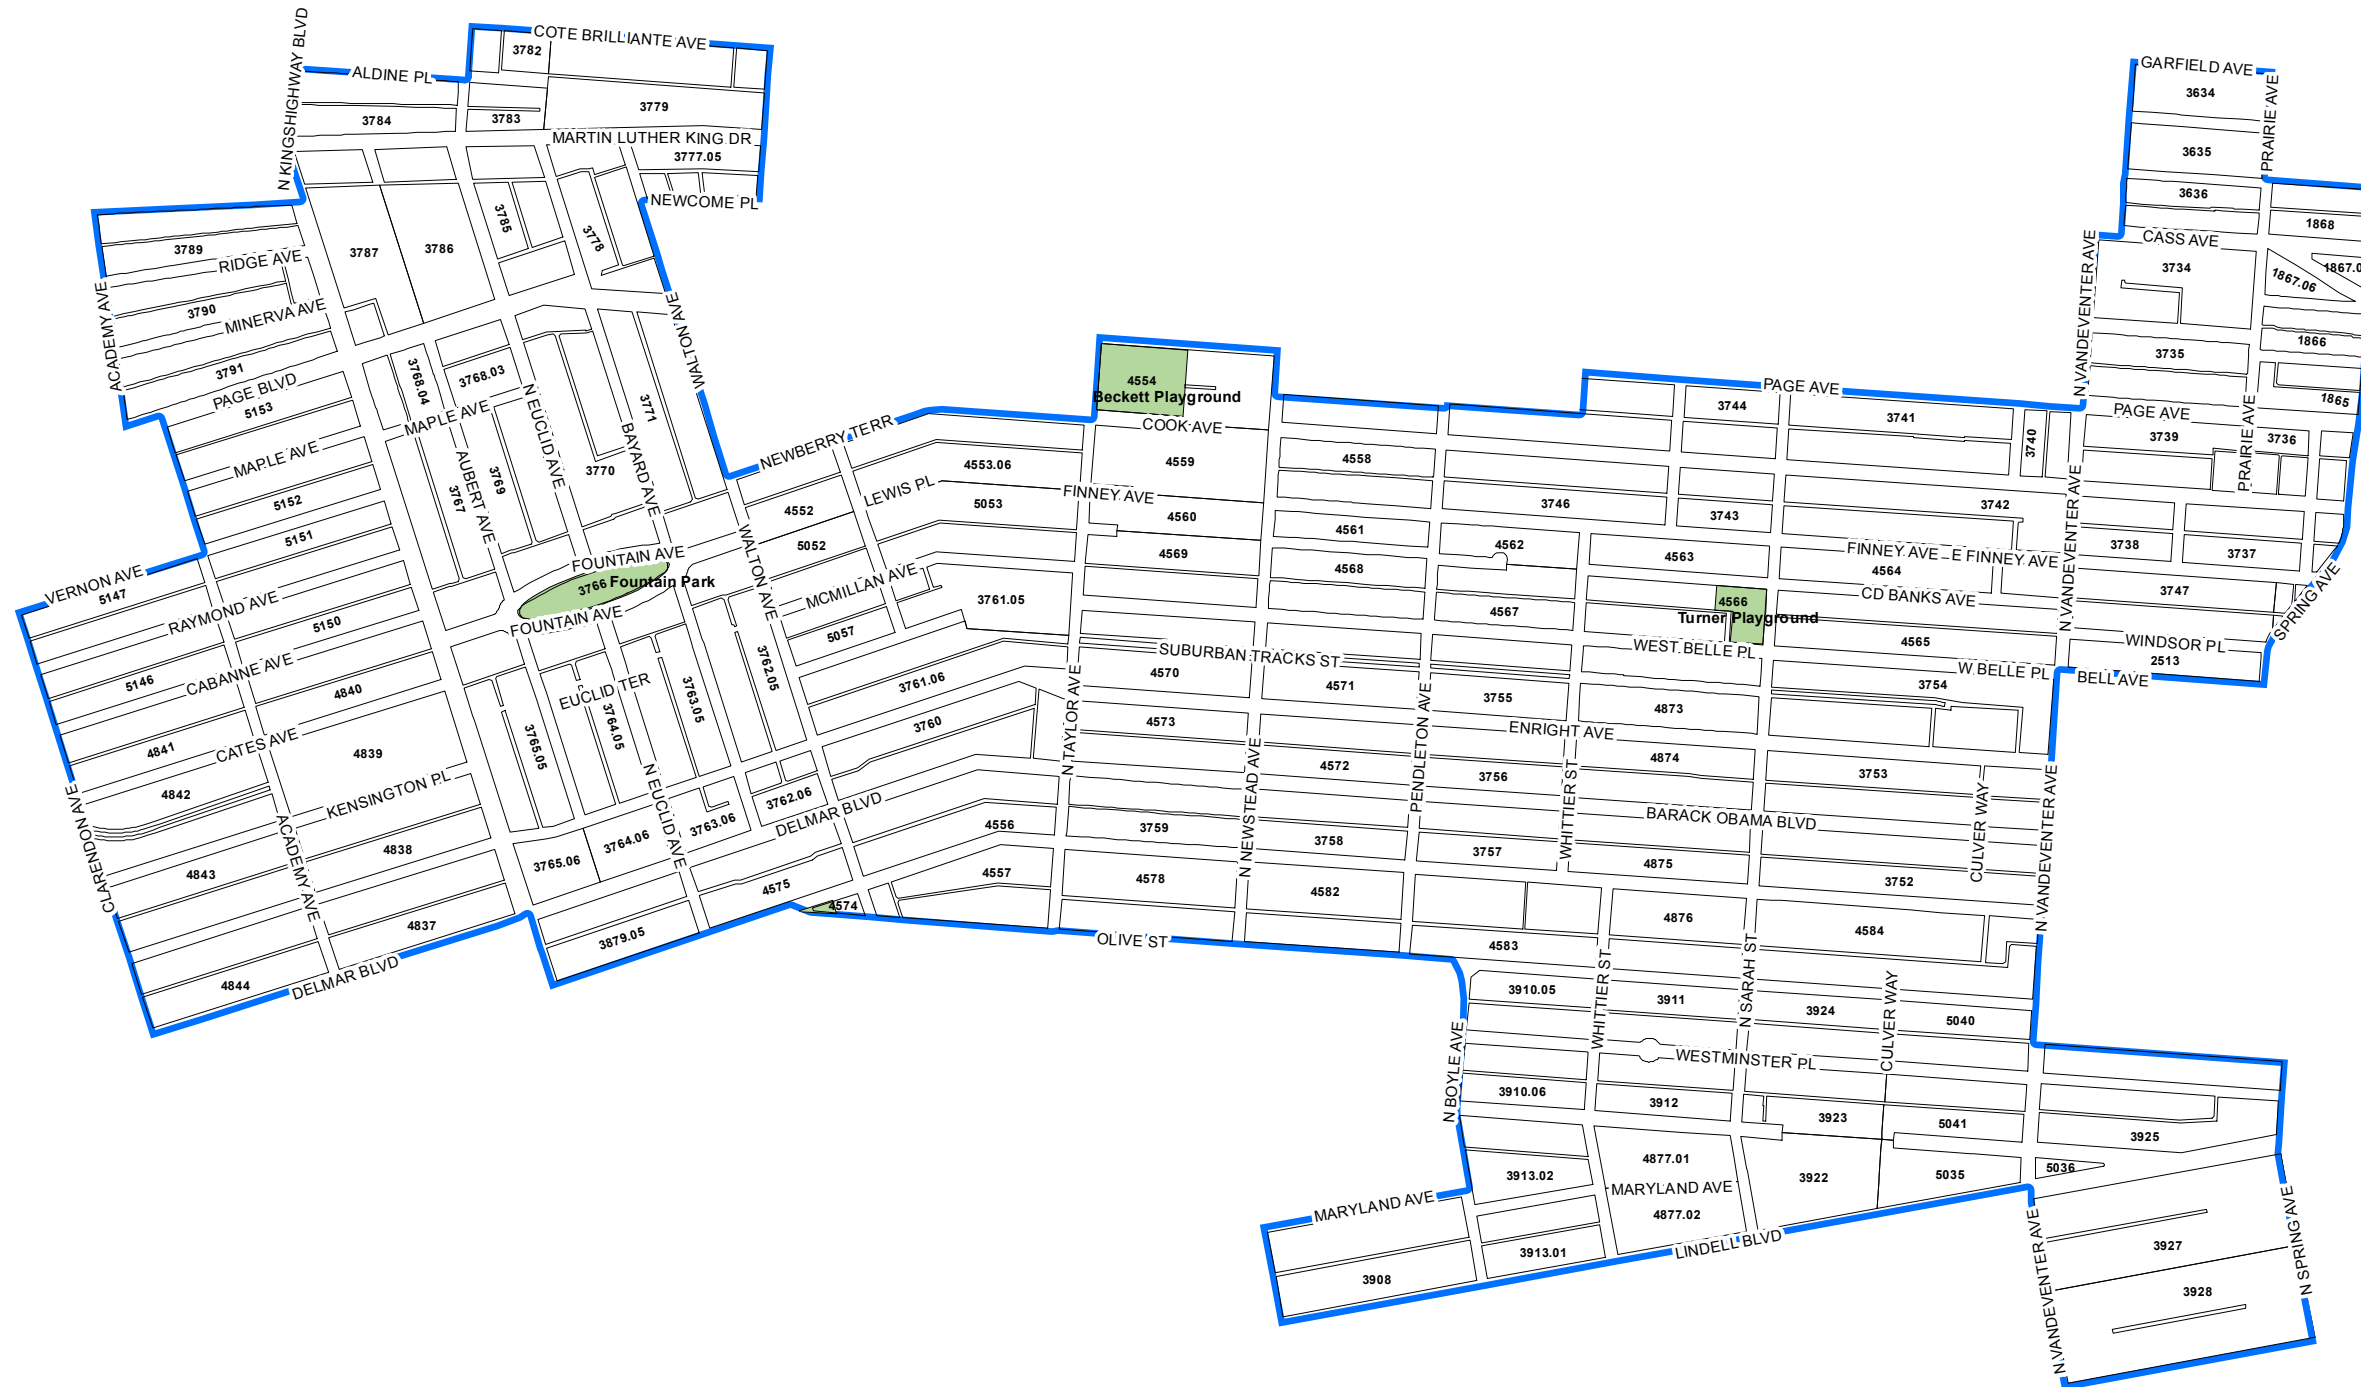 COTE BRILLIANTE AVE
3782
N KINGSHIGHWAY BLVD
ALDINE PL
3779
3784
3783
MARTIN LUTHER KING DR
3777.05
NEWCOME PL
3785
3778
3789
RIDGE AVE
3787
3786
3790
MINERVA AVE
ACADEMY AVE
3791
PAGE BLVD
5153
3768.04
3768.03
MAPLE AVE
N EUCLID AVE
3771
BAYARD AVE
WALTON AVE
MAPLE AVE
5152
5151
3767
AUBERT AVE
3769
3770
NEWBERRY TERR
LEWIS PL
4552
5052
WALTON AVE
VERNON AVE
5147
RAYMOND AVE
5150
FOUNTAIN AVE
3766
Fountain Park
FOUNTAIN AVE
MCMILLAN AVE
5057
3762.05
CABANNE AVE
5146
4840
EUCLID TER
3765.05
3764.05
3763.05
3761.06
3760
4841
CATES AVE
4839
4842
KENSINGTON PL
CLARENDON AVE
ACADEMY AVE
4843
4838
3765.06
3764.06
N EUCLID AVE
3763.06
3762.06
DELMAR BLVD
4575
4574
4837
3879.05
4844
DELMAR BLVD
4554
Beckett Playground
COOK AVE
4553.06
4559
4558
5053
FINNEY AVE
4560
4561
4569
4568
3761.05
SUBURBAN TRACKS ST
4570
4571
N TAYLOR AVE
4573
4572
N NEWSTEAD AVE
PENDLETON AVE
4556
3759
3758
4557
4578
4582
OLIVE ST
PAGE AVE
3744
3741
3740
3746
3743
3742
4562
4563
FINNEY AVE
E FINNEY AVE
4564
4566
Turner Playground
CD BANKS AVE
4567
4565
WEST BELLE PL
W BELLE PL
3754
3755
4873
ENRIGHT AVE
3756
4874
3753
WHITTIER ST
BARACK OBAMA BLVD
CULVER WAY
N VANDEVENTER AVE
3757
4875
3752
4876
4584
4583
WHITTIER ST
N SARAH ST
CULVER WAY
3910.05
3911
3924
5040
N BOYLE AVE
WESTMINSTER PL
3910.06
3912
3923
5041
3925
3913.02
4877.01
MARYLAND AVE
4877.02
3922
5035
5036
MARYLAND AVE
3913.01
LINDELL BLVD
3908
N VANDEVENTER AVE
3927
3928
N SPRING AVE
GARFIELD AVE
3634
PRAIRIE AVE
3635
3636
1868
CASS AVE
3734
1867.06
1867.0
N VANDEVENTER AVE
3735
1866
1865
PAGE AVE
3739
3736
PRAIRIE AVE
N VANDEVENTER AVE
3738
3737
3747
SPRING AVE
WINDSOR PL
2513
BELL AVE